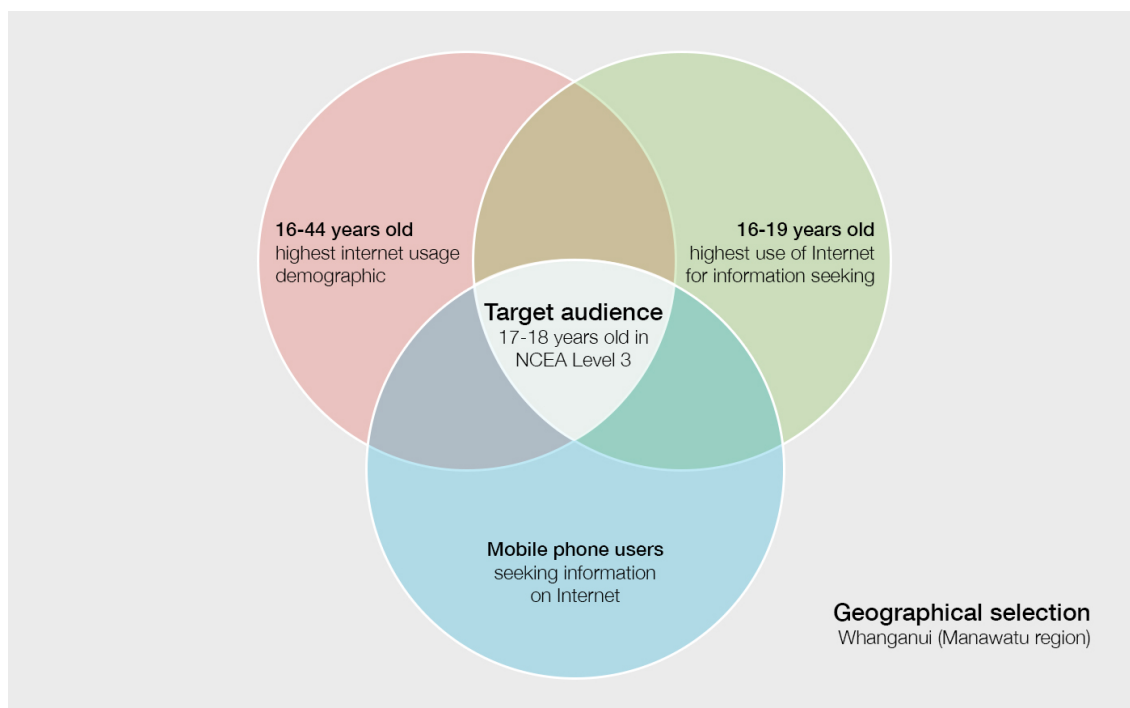 16-44 years old
highest internet usage
demographic
16-19 years old
highest use of Internet
for information seeking
Target audience
17-18 years old in
NCEA Level 3
Mobile phone users
seeking information
on Internet
Geographical selection
Whanganui (Manawatu region)